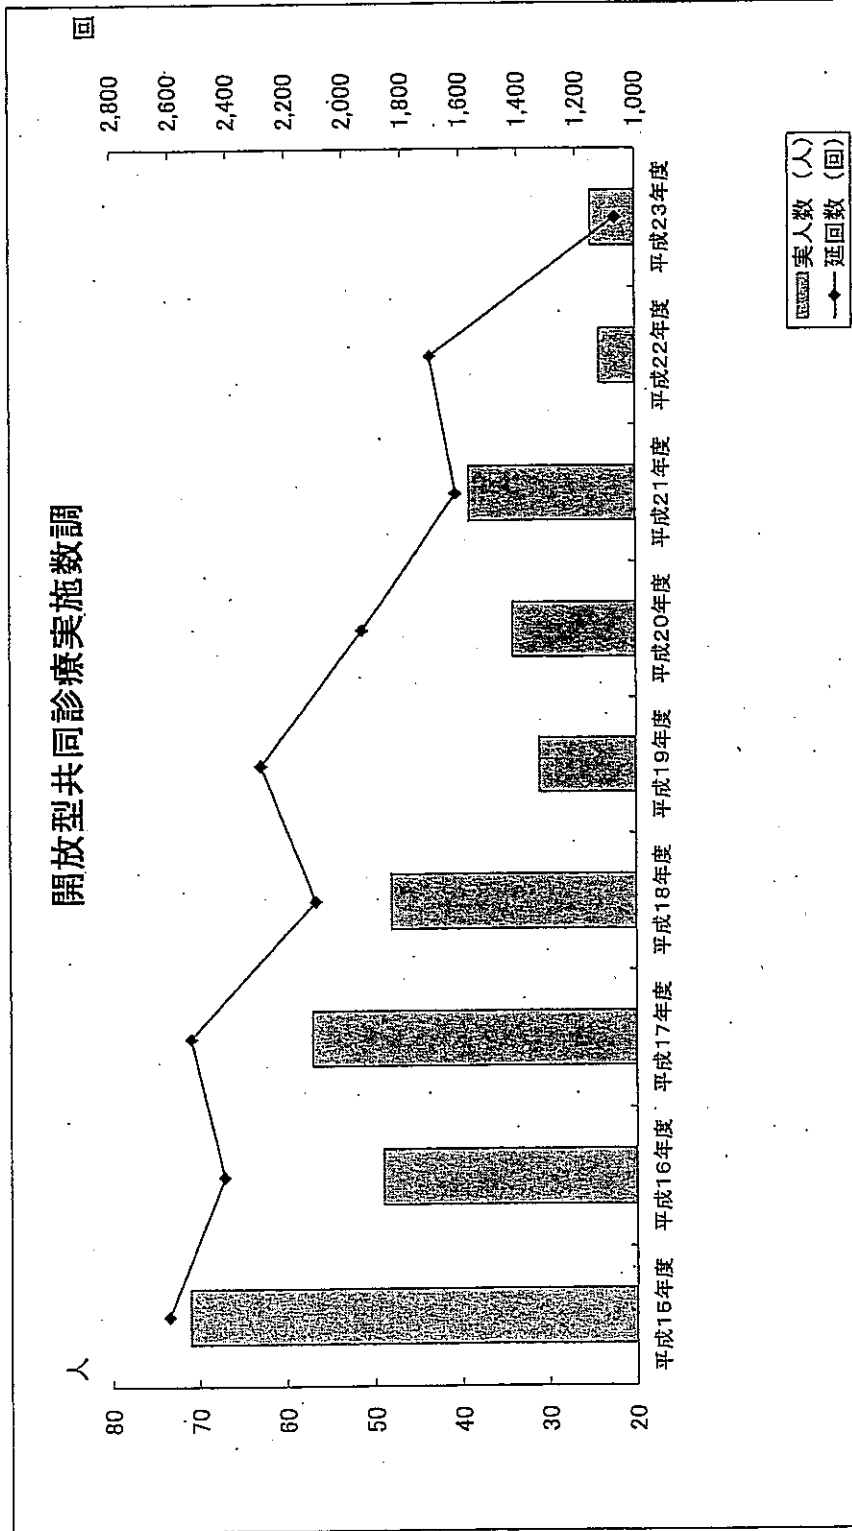 開放型共同診療実施数調
人
80
70
60
50
40
30
20
回
2,800
2,600
2,400
2,200
2,000
1,800
1,600
1,400
1,200
1,000
平成15年度
平成16年度
平成17年度
平成18年度
平成19年度
平成20年度
平成21年度
平成22年度
平成23年度
実人数 (人)
延回数 (回)